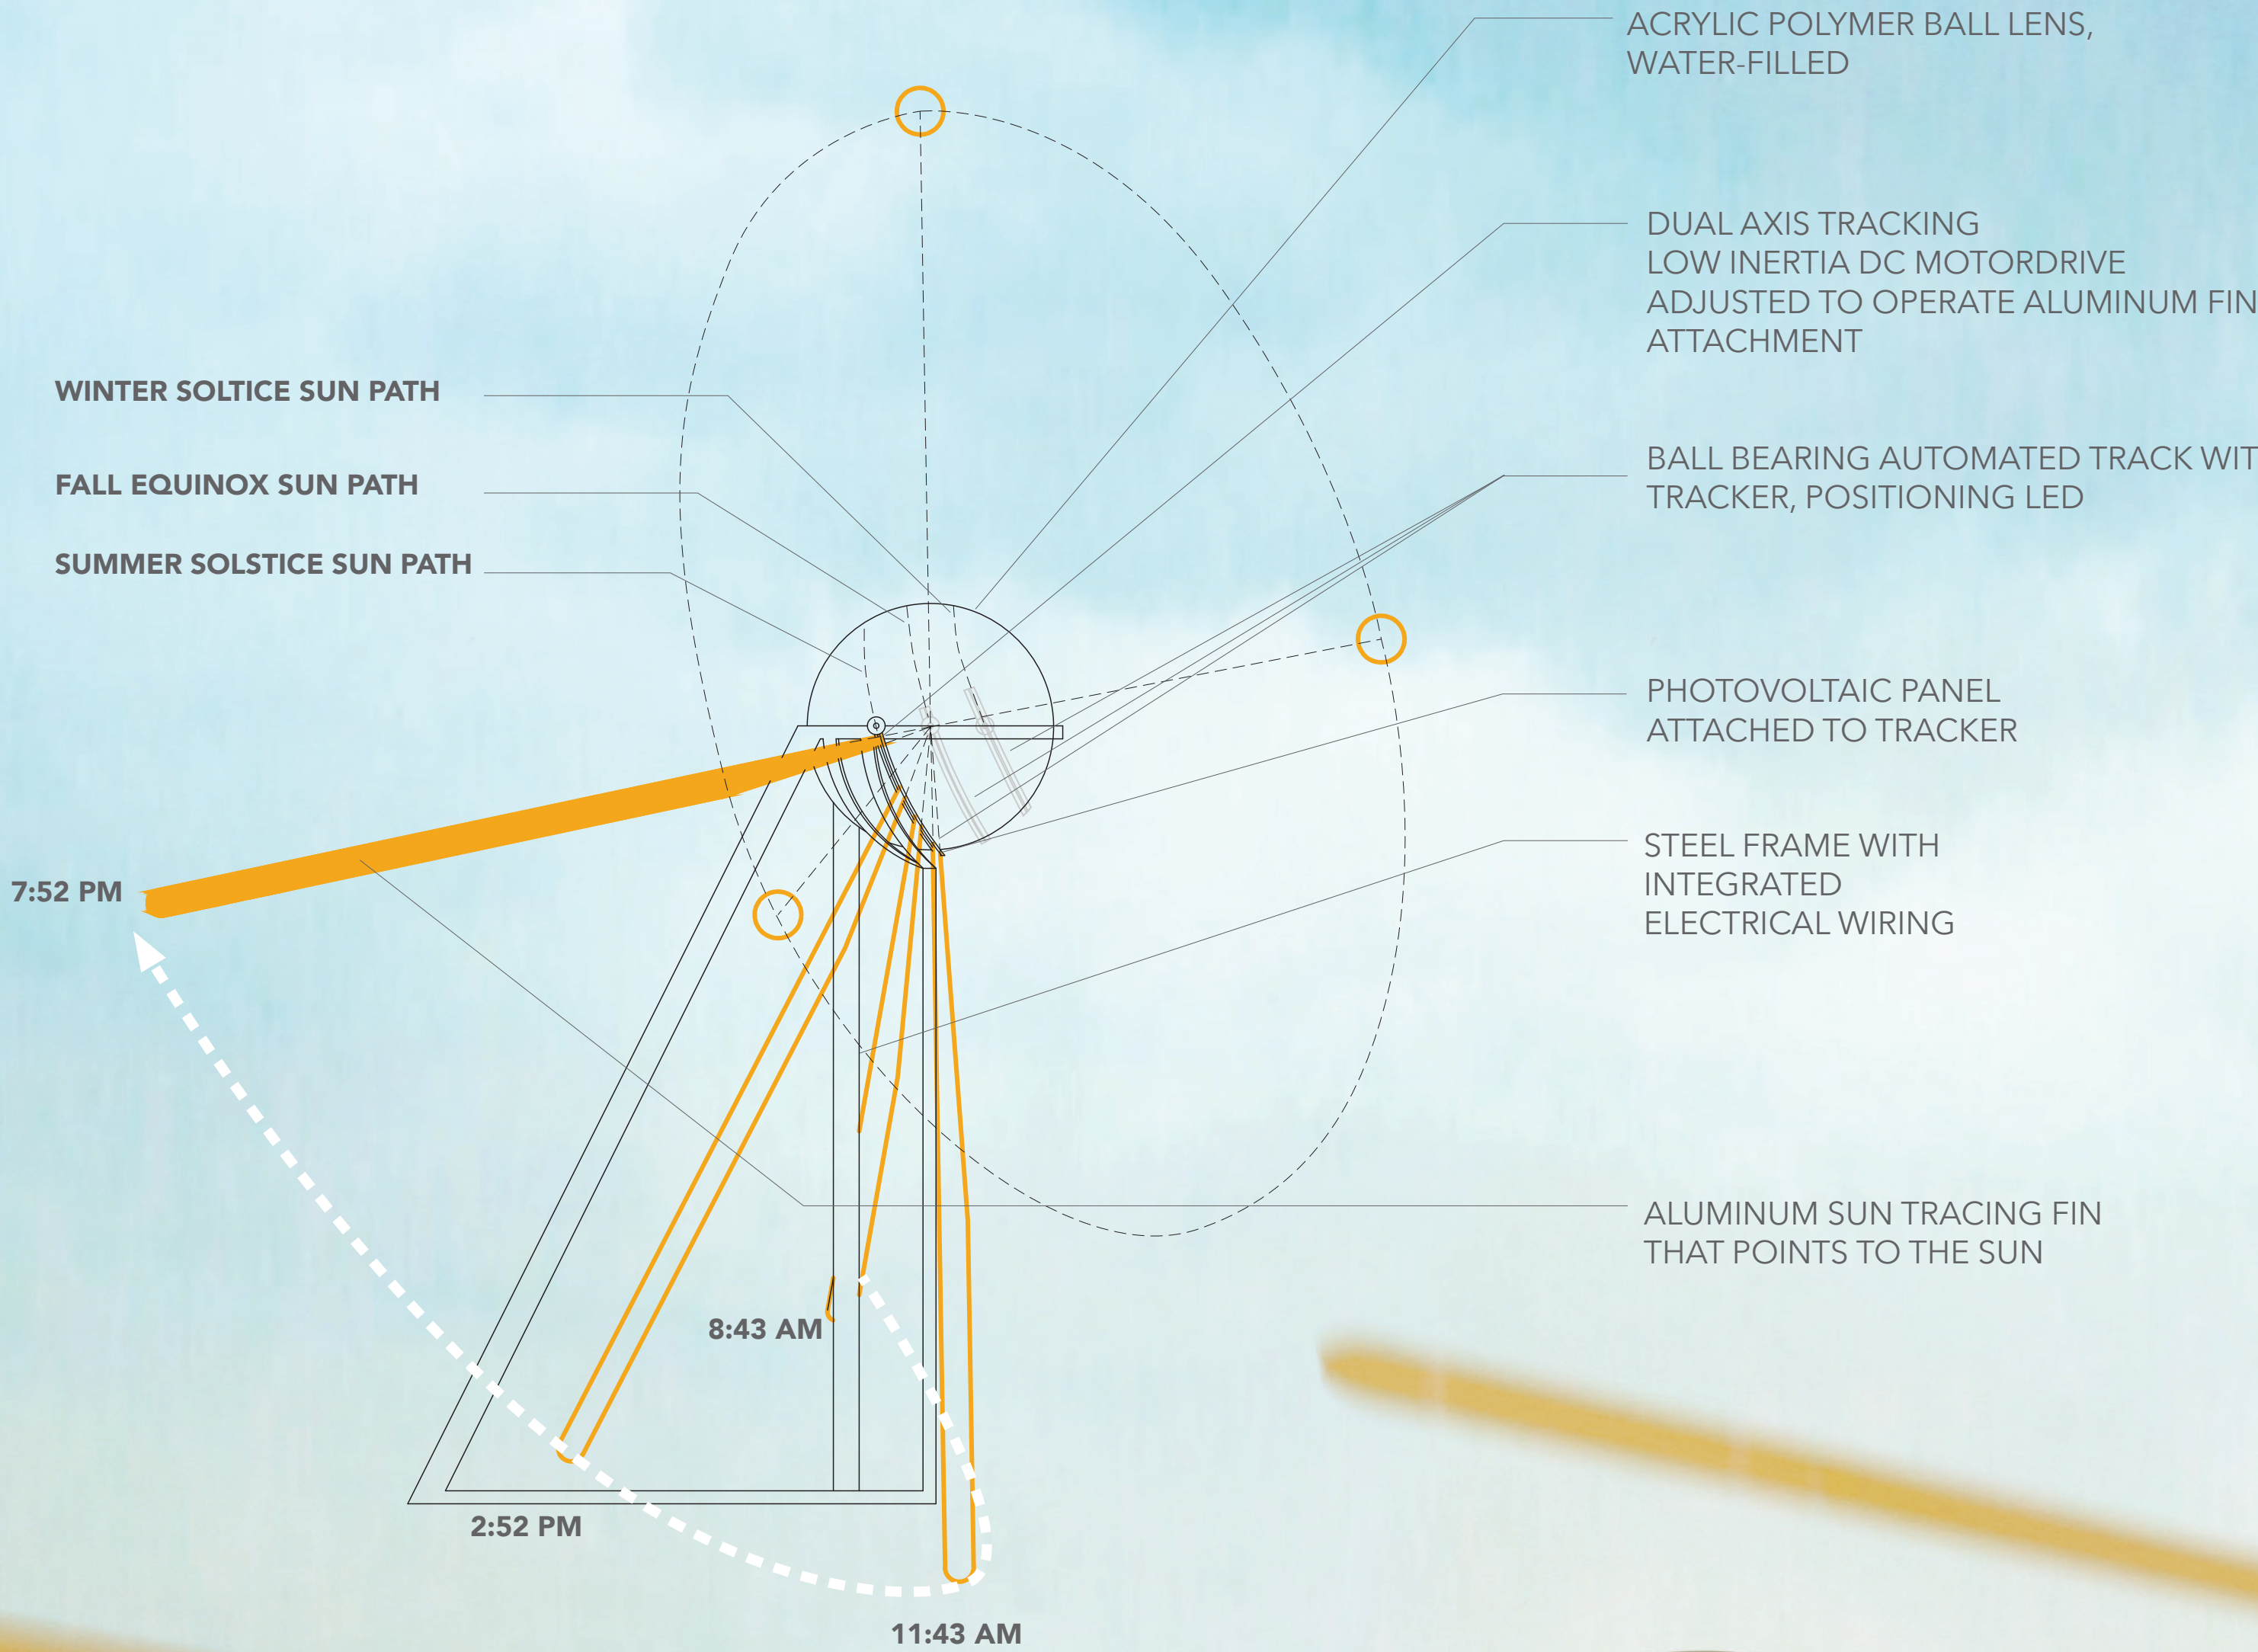 ACRYLIC POLYMER BALL LENS,
WATER-FILLED
DUAL AXIS TRACKING
LOW INERTIA DC MOTORDRIVE
ADJUSTED TO OPERATE ALUMINUM FIN
ATTACHMENT
WINTER SOLTICE SUN PATH
FALL EQUINOX SUN PATH
SUMMER SOLSTICE SUN PATH
BALL BEARING AUTOMATED TRACK WIT
TRACKER, POSITIONING LED
PHOTOVOLTAIC PANEL
ATTACHED TO TRACKER
STEEL FRAME WITH
INTEGRATED
ELECTRICAL WIRING
7:52 PM
ALUMINUM SUN TRACING FIN
THAT POINTS TO THE SUN
8:43 AM
2:52 PM
11:43 AM